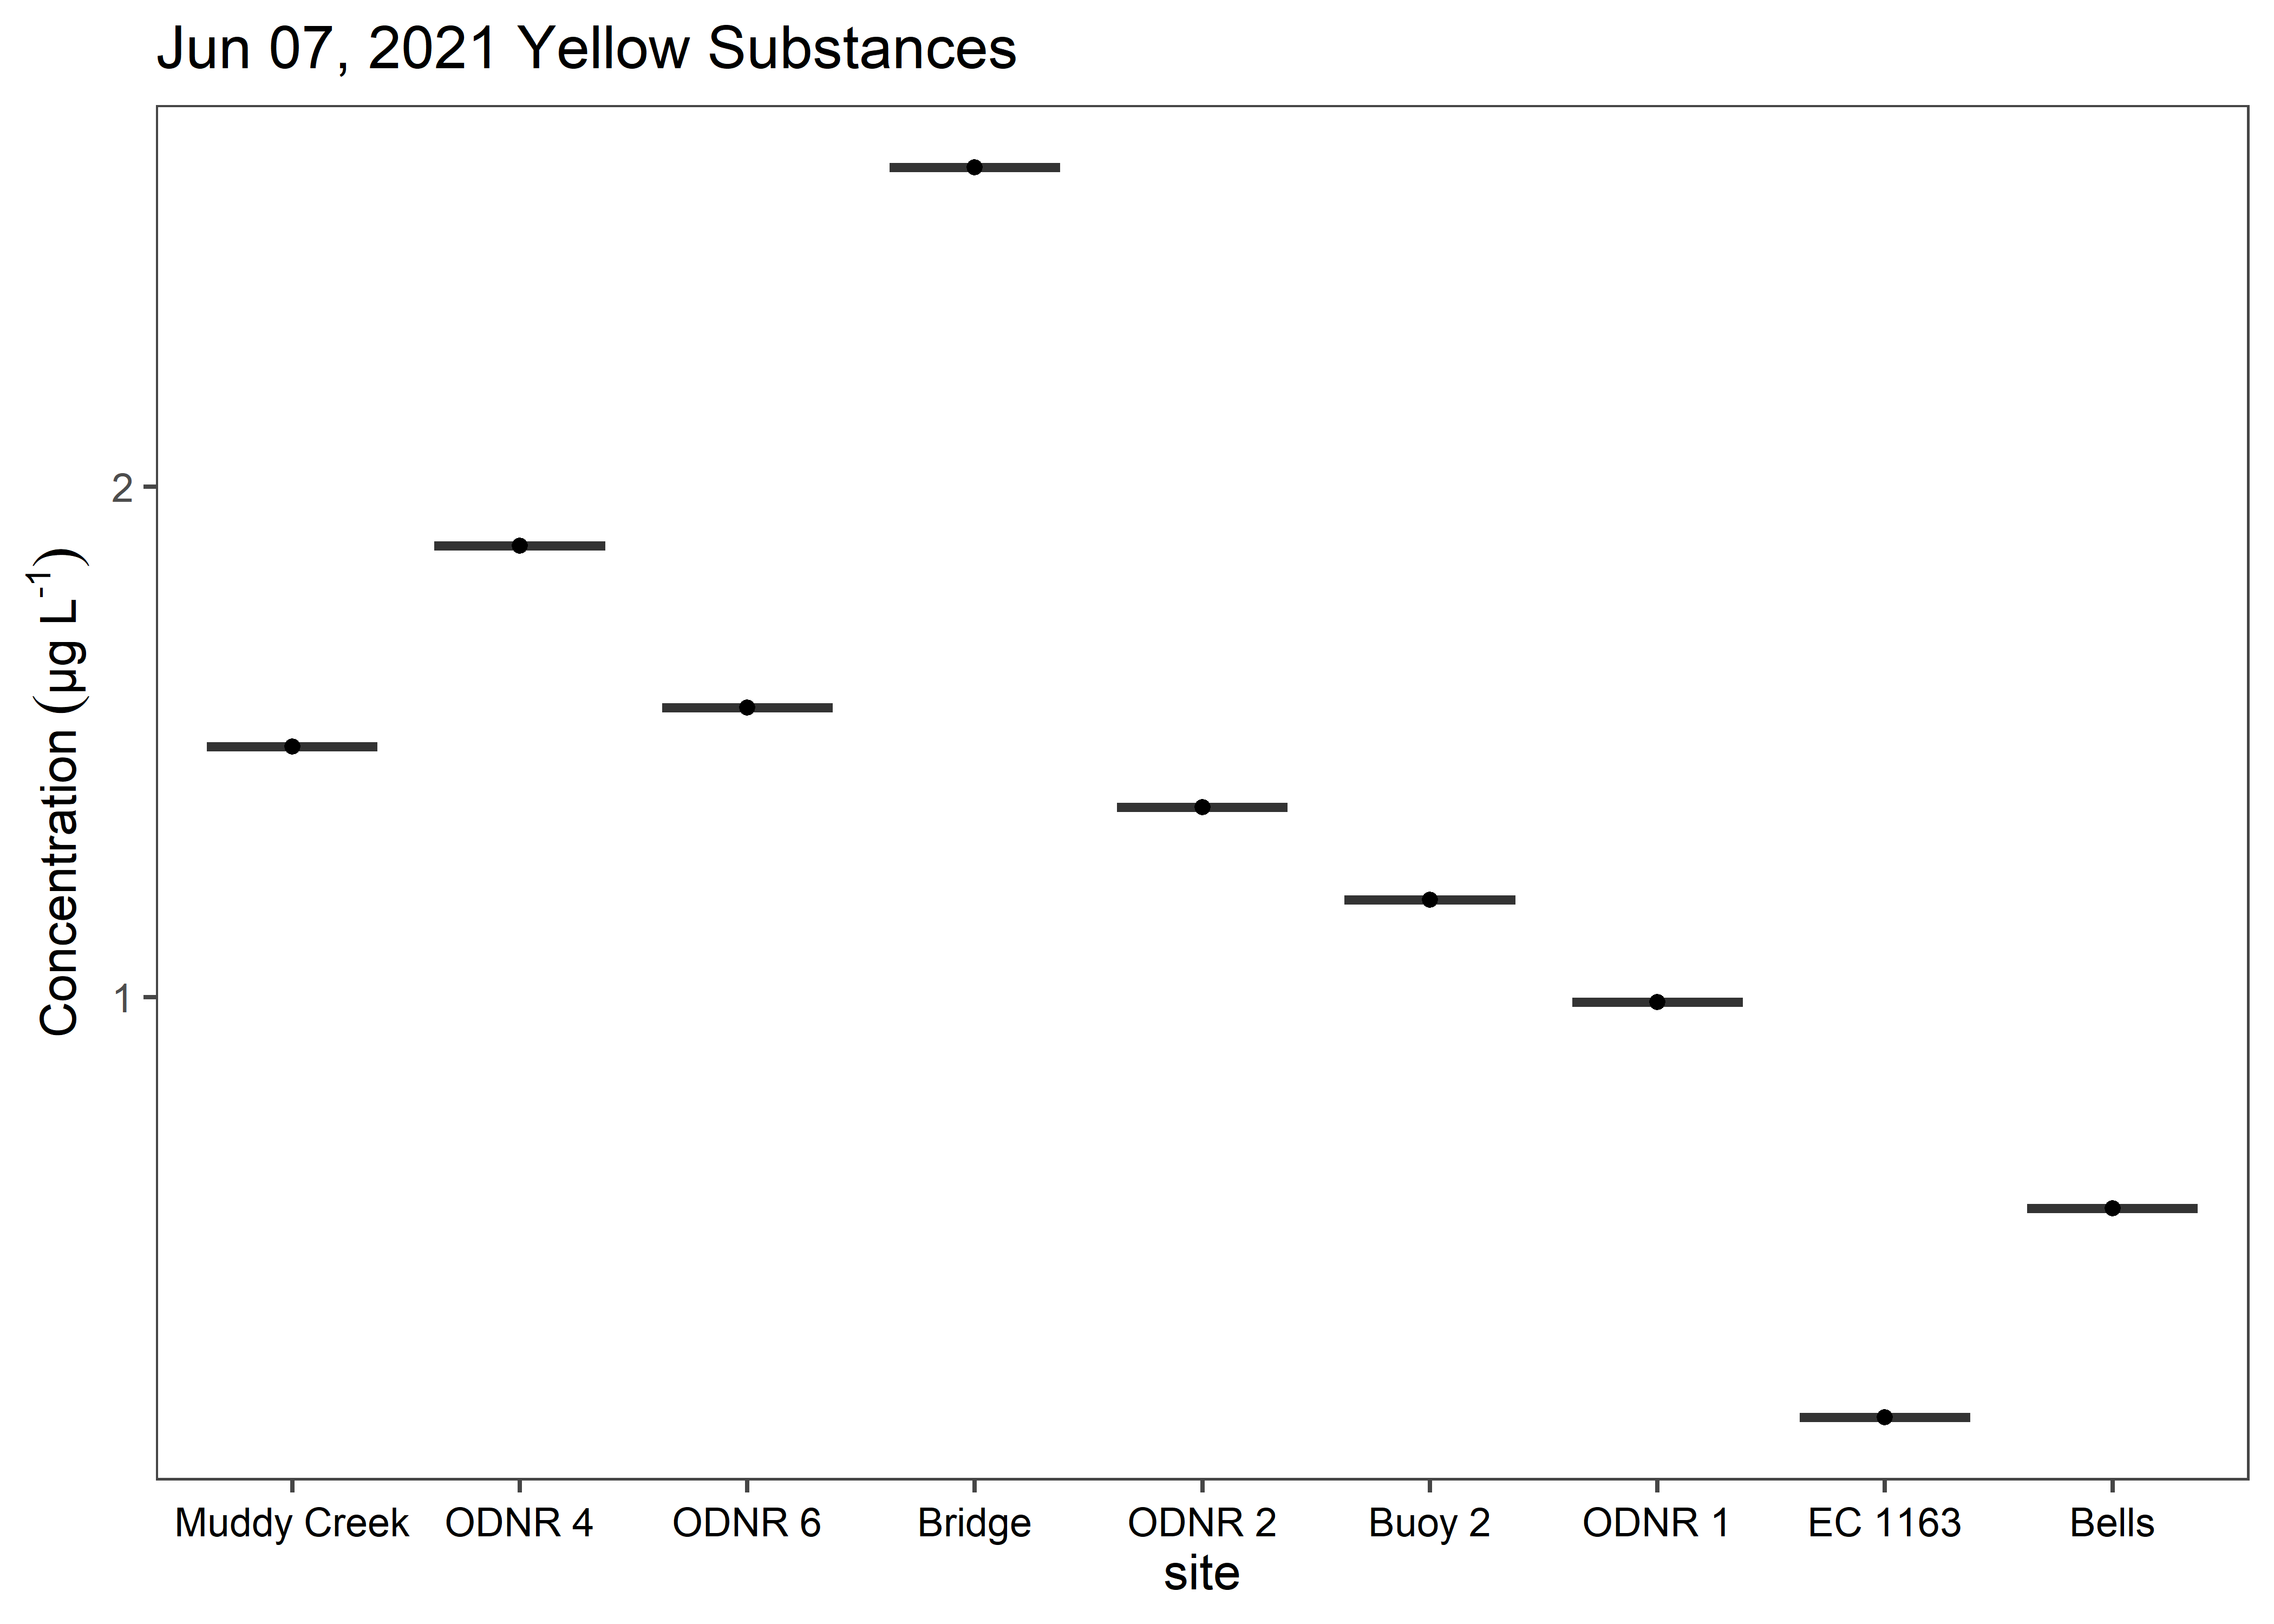 Jun 07, 2021 Yellow Substances
Concentration (µg L⁻¹)
2
1
Muddy Creek ODNR 4 ODNR 6 Bridge ODNR 2 Buoy 2 ODNR 1 EC 1163 Bells
site